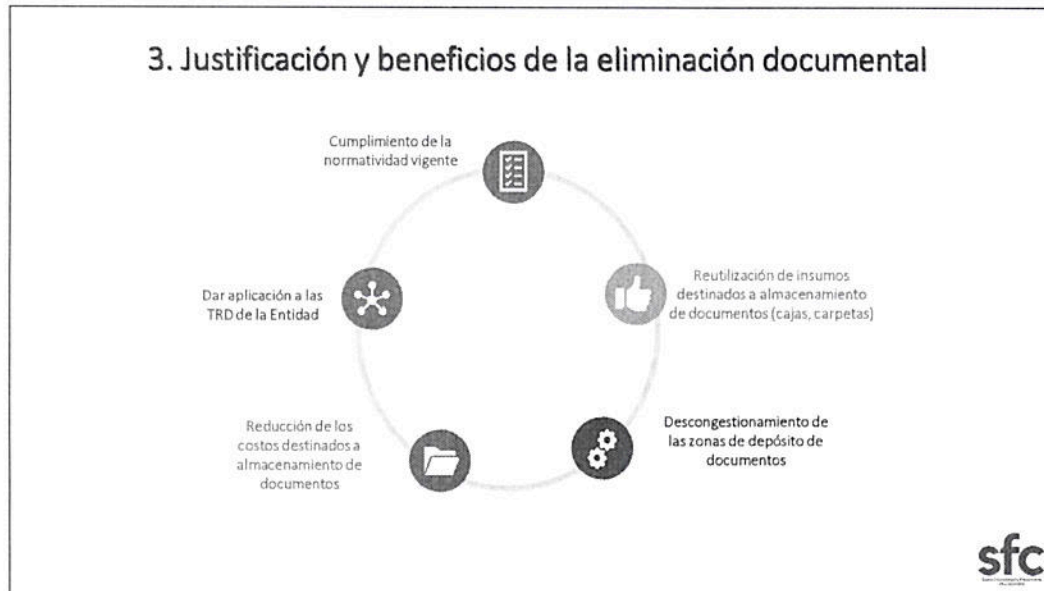 3. Justificación y beneficios de la eliminación documental
Cumplimiento de la
normatividad vigente
Reutilización de insumos
destinados a almacenamiento
de documentos (cajas, carpetas)
Descongestionamiento de
las zonas de depósito de
documentos
Reducción de los
costos destinados a
almacenamiento de
documentos
Dar aplicación a las
TRD de la Entidad
sfc